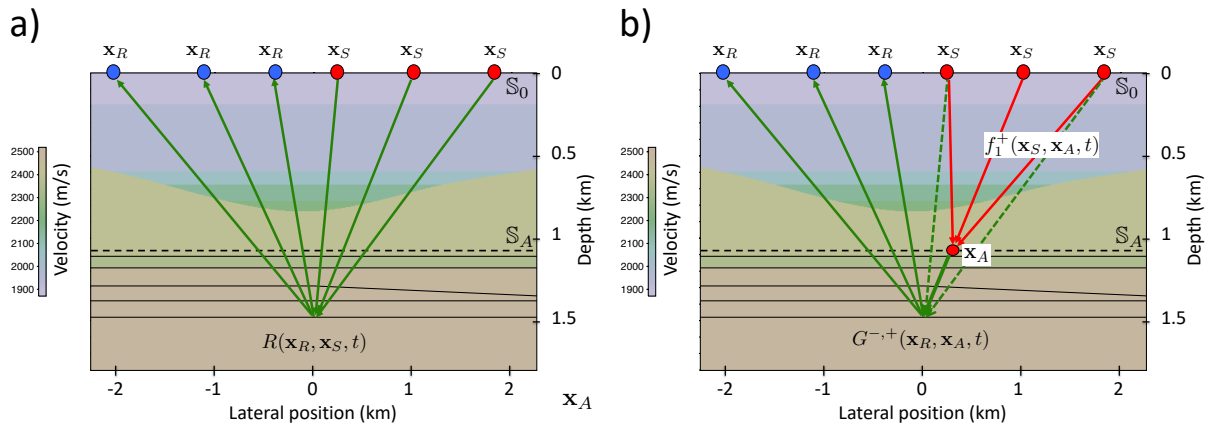 a)
x_R x_R x_R x_S x_S x_S
𝕊_0
0
0.5
1
1.5
Depth (km)
Velocity (m/s)
2500
2400
2300
2200
2100
2000
1900
𝕊_A
R(x_R, x_S, t)
-2 -1 0 1 2
Lateral position (km)
x_A
b)
x_R x_R x_R x_S x_S x_S
𝕊_0
0
0.5
1
1.5
Depth (km)
Velocity (m/s)
2500
2400
2300
2200
2100
2000
1900
f_1^+(x_S, x_A, t)
𝕊_A
x_A
G^{-,+}(x_R, x_A, t)
-2 -1 0 1 2
Lateral position (km)